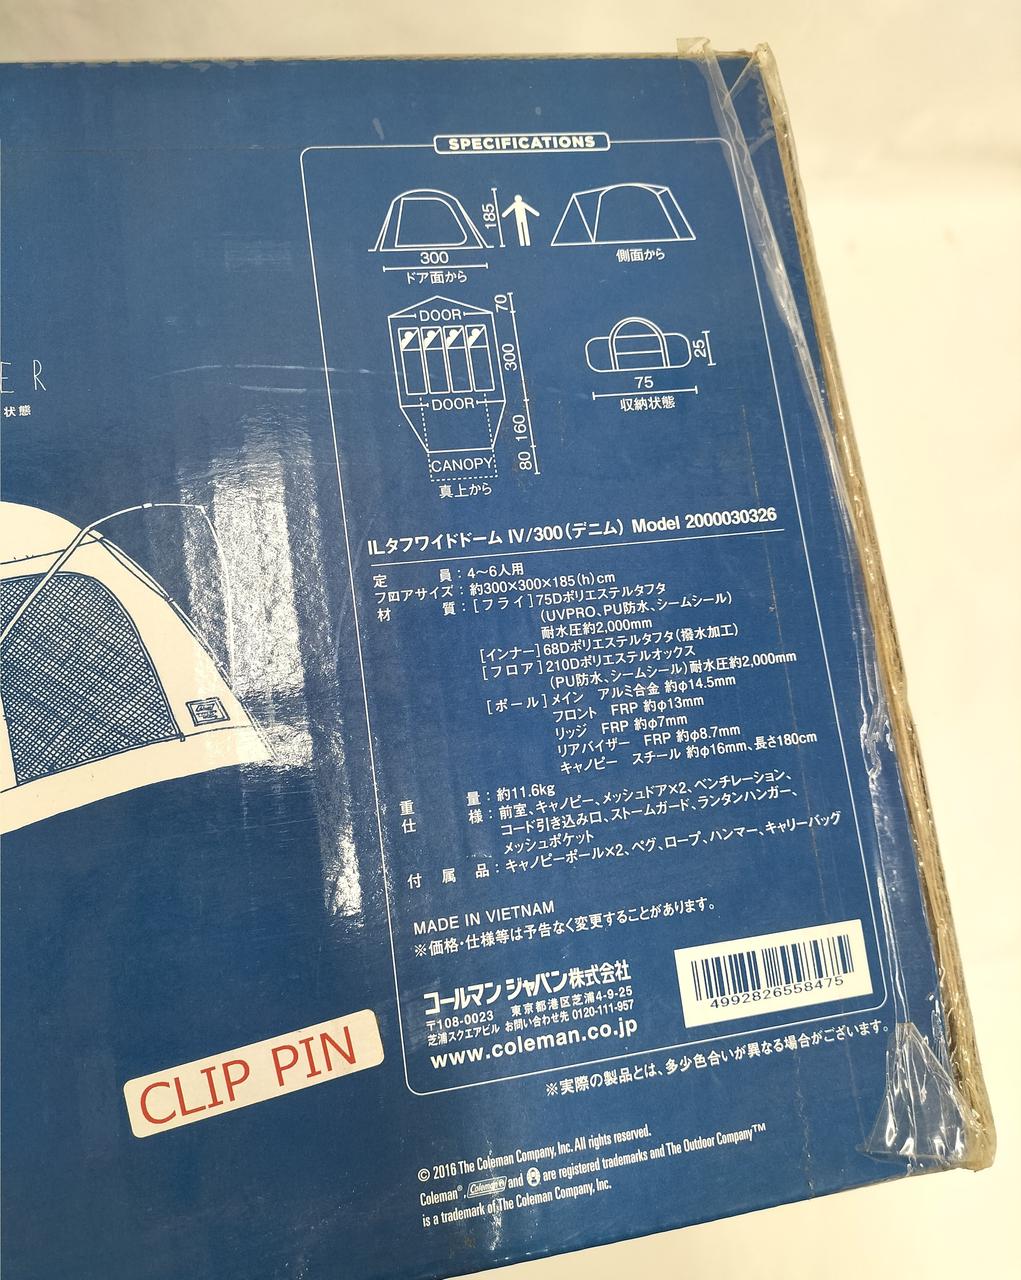 SPECIFICATIONS
185
300
ドア面から
側面から
70
DOOR
300
DOOR
160
CANOPY
80
真上から
25
75
収納状態
ER
状態
ILタフワイドドーム IV/300(デニム) Model 2000030326
定員:4〜6人用
フロアサイズ:約300×300×185(h)cm
材質:[フライ]75Dポリエステルタフタ
(UVPRO、PU防水、シームシール)
耐水圧約2,000mm
[インナー]68Dポリエステルタフタ(撥水加工)
[フロア]210Dポリエステルオックス
(PU防水、シームシール)耐水圧約2,000mm
[ポール]メイン アルミ合金 約φ14.5mm
フロント FRP 約φ13mm
リッジ FRP 約φ7mm
リアバイザー FRP 約φ8.7mm
キャノピー スチール 約φ16mm、長さ180cm
重量:約11.6kg
仕様:前室、キャノピー、メッシュドア×2、ベンチレーション、
コード引き込み口、ストームガード、ランタンハンガー、
メッシュポケット
付属品:キャノピーポール×2、ペグ、ロープ、ハンマー、キャリーバッグ
MADE IN VIETNAM
※価格・仕様等は予告なく変更することがあります。
コールマン ジャパン株式会社
〒108-0023 東京都港区芝浦4-9-25
芝浦スクエアビル お問い合わせ先 0120-111-957
www.coleman.co.jp
4992826558475
※実際の製品とは、多少色合いが異なる場合がございます。
CLIP PIN
© 2016 The Coleman Company, Inc. All rights reserved.
Coleman®, Coleman and are registered trademarks and The Outdoor Company™
is a trademark of The Coleman Company, Inc.